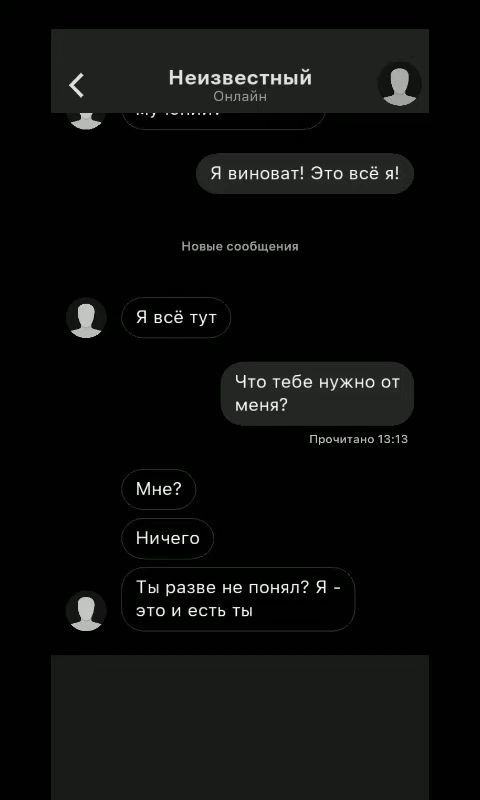 Неизвестный
Онлайн
Я виноват! Это всё я!
Новые сообщения
Я всё тут
Что тебе нужно от
меня?
Прочитано 13:13
Мне?
Ничего
Ты разве не понял? Я -
это и есть ты